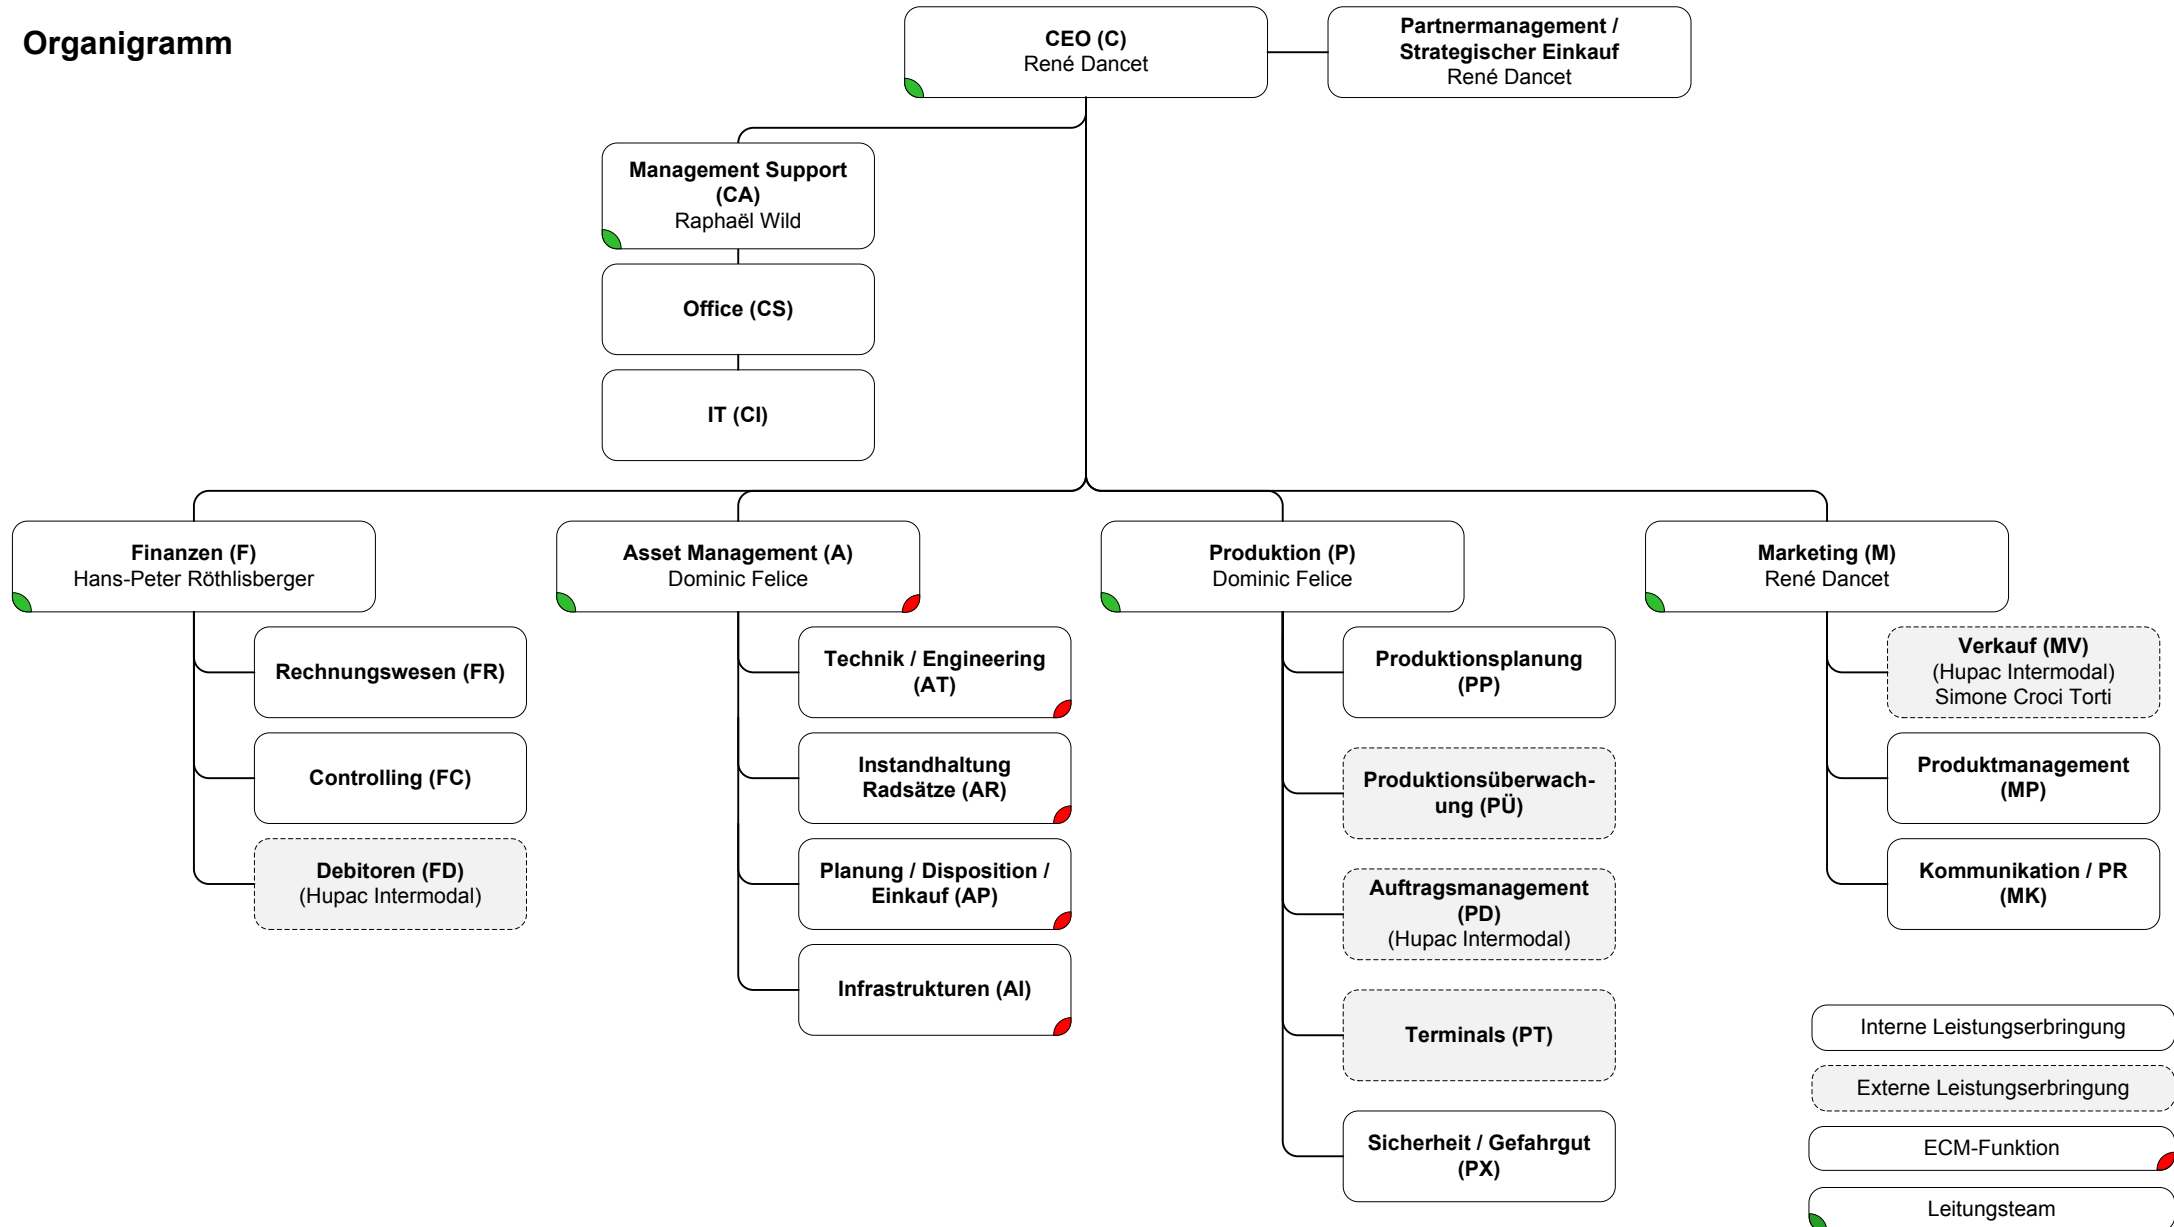 Organigramm
CEO (C)
René Dancet
Partnermanagement /
Strategischer Einkauf
René Dancet
Management Support
(CA)
Raphaël Wild
Office (CS)
IT (CI)
Finanzen (F)
Hans-Peter Röthlisberger
Rechnungswesen (FR)
Controlling (FC)
Debitoren (FD)
(Hupac Intermodal)
Asset Management (A)
Dominic Felice
Technik / Engineering
(AT)
Instandhaltung
Radsätze (AR)
Planung / Disposition /
Einkauf (AP)
Infrastrukturen (AI)
Produktion (P)
Dominic Felice
Produktionsplanung
(PP)
Produktionsüberwach-
ung (PÜ)
Auftragsmanagement
(PD)
(Hupac Intermodal)
Terminals (PT)
Sicherheit / Gefahrgut
(PX)
Marketing (M)
René Dancet
Verkauf (MV)
(Hupac Intermodal)
Simone Croci Torti
Produktmanagement
(MP)
Kommunikation / PR
(MK)
Interne Leistungserbringung
Externe Leistungserbringung
ECM-Funktion
Leitungsteam